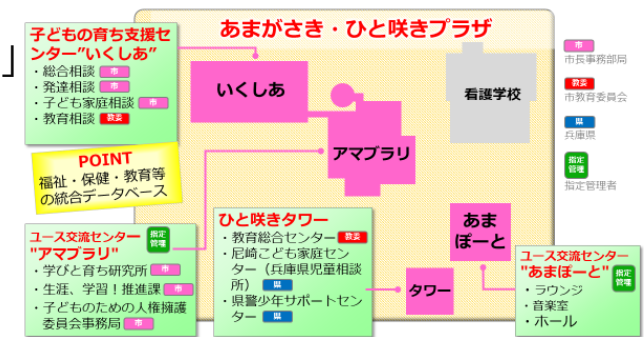 あまがさき・ひと咲きプラザ
」
子どもの育ち支援セ
ンター"いくしあ"
・総合相談 市
・発達相談 市
・子ども家庭相談 市
・教育相談 教委
POINT
福祉・保健・教育等
の統合データベース
いくしあ
アマブラリ
看護学校
あま
ぽーと
タワー
市
市長事務部局
教委
市教育委員会
県
兵庫県
指定
管理
指定管理者
ユース交流センター
"アマブラリ"
指定
管理
・学びと育ち研究所 市
・生涯、学習！推進課 市
・子どものための人権擁護
委員会事務局 市
ひと咲きタワー
・教育総合センター 教委
・尼崎こども家庭セン
ター（兵庫県児童相談
所） 県
・県警少年サポートセン
ター 県
ユース交流センター
"あまぽーと"
指定
管理
・ラウンジ
・音楽室
・ホール